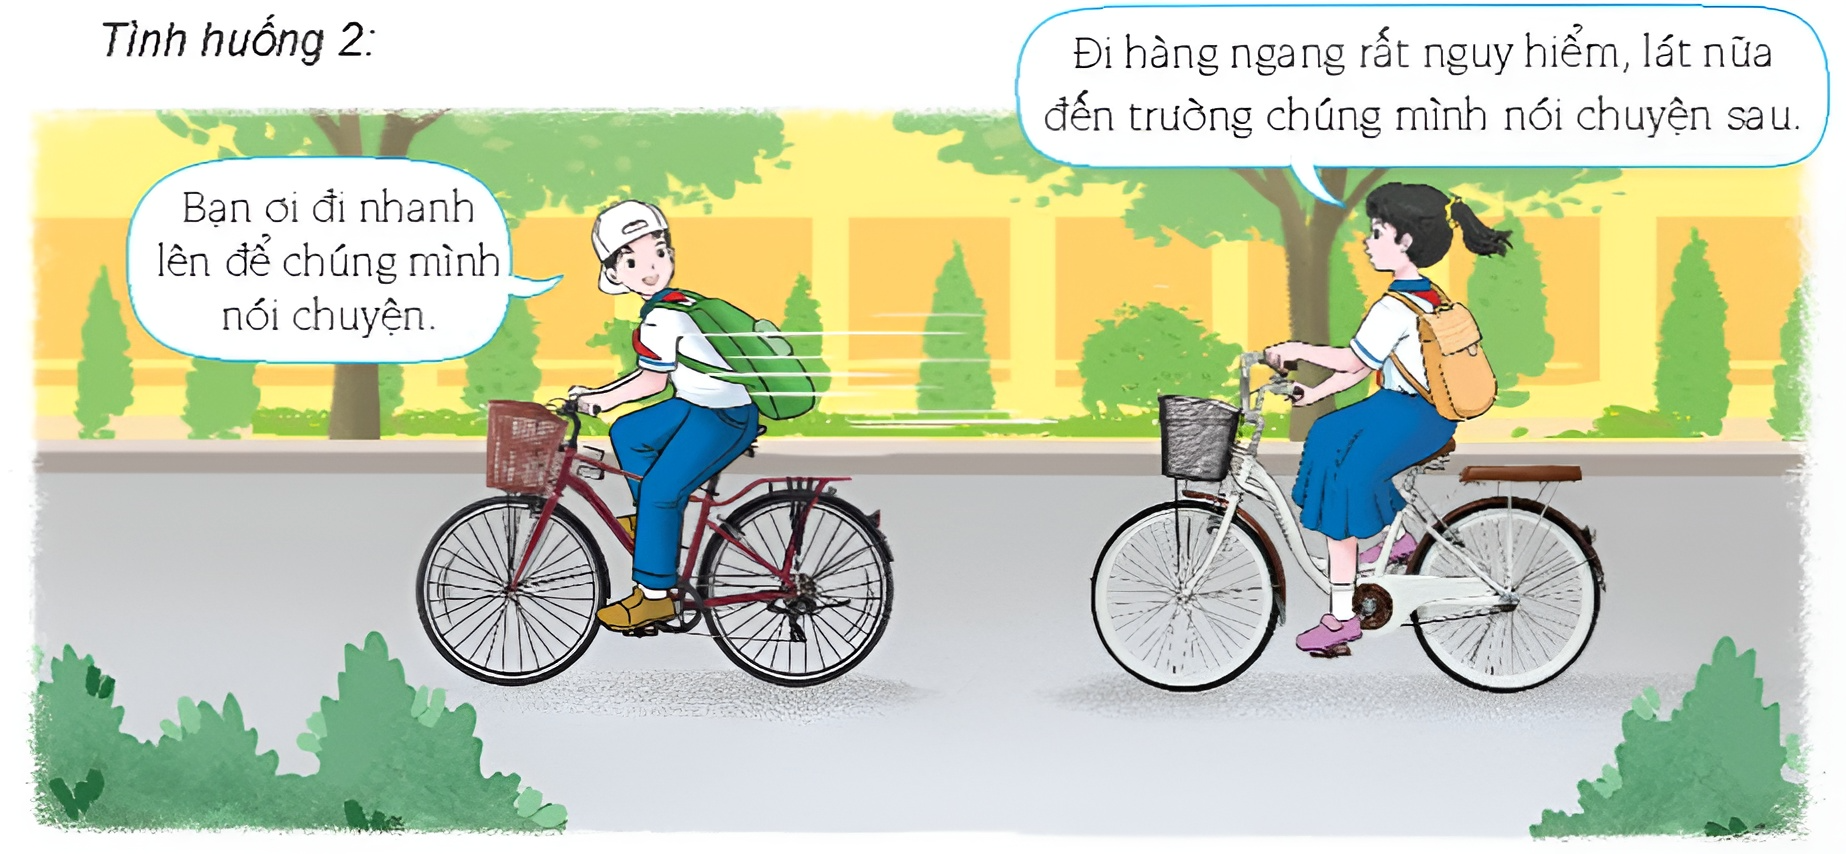 Tình huống 2:
Đi hàng ngang rất nguy hiểm, lát nữa
đến trường chúng mình nói chuyện sau.
Bạn ơi đi nhanh
lên để chúng mình
nói chuyện.